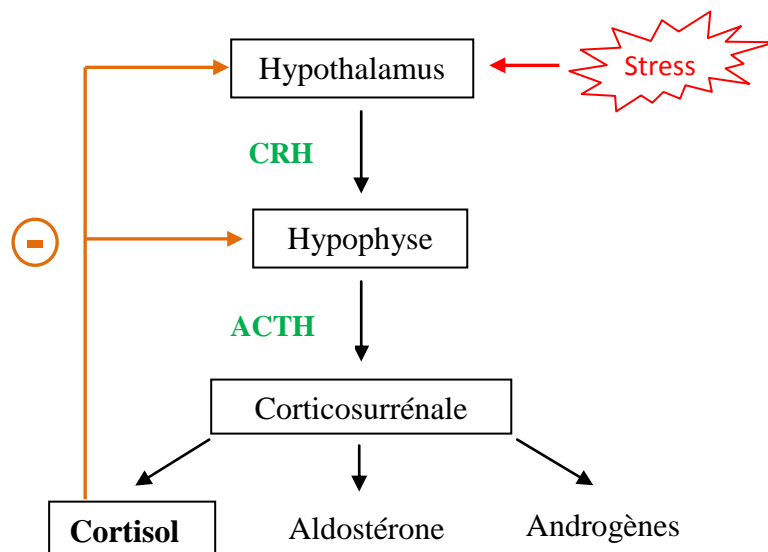 Hypothalamus
Stress
CRH
-
Hypophyse
ACTH
Corticosurrénale
Cortisol
Aldostérone
Androgènes